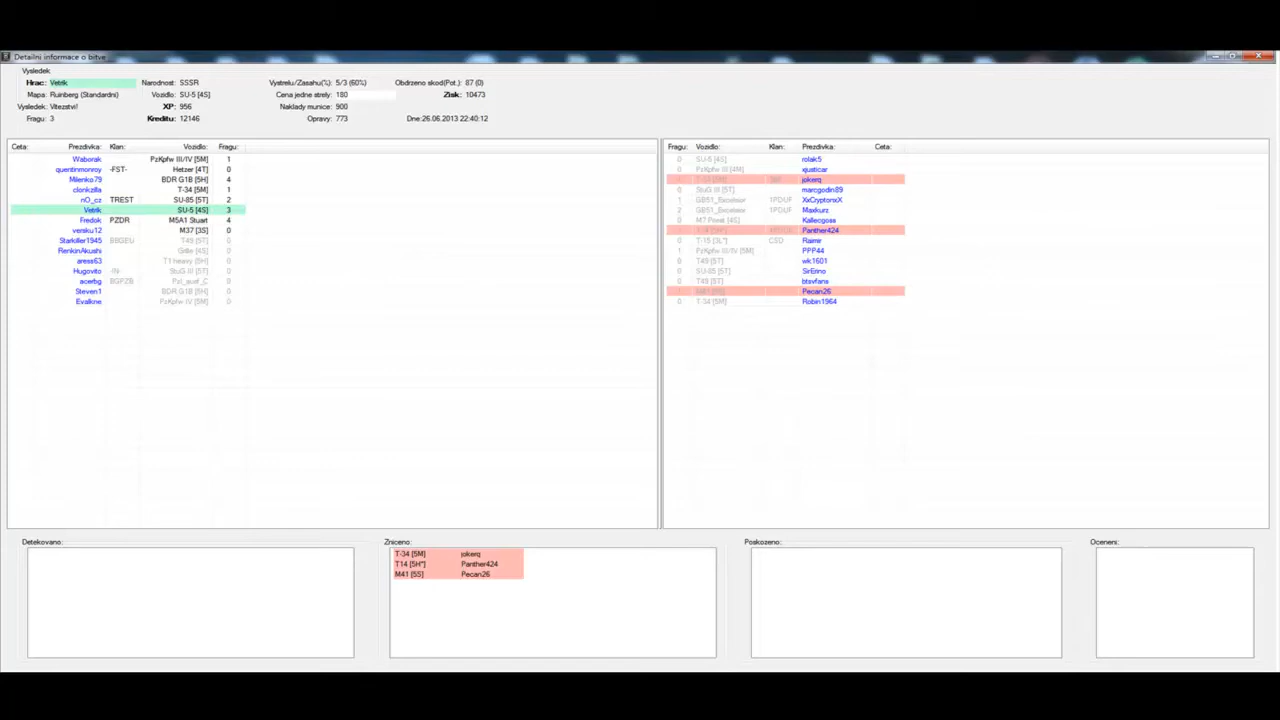 Detailni informace o bitve
Vysledek
Hrac: Vetrik Narodnost: SSSR Vystrelu/Zasahu(%): 5/3 (60%) Obdrzeno skod(Pot.): 87 (0)
Mapa: Ruinberg (Standardni) Vozidlo: SU-5 [4S] Cena jedne strely: 180 Zisk: 10473
Vysledek: Vitezstvi! XP: 956 Naklady munice: 900
Fragu: 3 Kreditu: 12146 Opravy: 773 Dne:26.06.2013 22:40:12
Ceta: Prezdivka: Klan: Vozidlo: Fragu:
Waborak PzKpfw III/IV [5M] 1
quentinmonroy -FST- Hetzer [4T] 0
Milenko79 BDR G1B [5H] 4
clonkzilla T-34 [5M] 1
nO_cz TREST SU-85 [5T] 2
Vetrik SU-5 [4S] 3
Fredok PZDR M5A1 Stuart 4
versku12 M37 [3S] 0
Starkiller1945 T49 [5T] 0
RenkinAkushi Grille [4S] 0
aress63 T1 heavy [5H] 0
Hugovito -IN- StuG III [5T] 0
acerbg BGFZB 0
Steven1 BDR G1B [5H] 0
Evalkne PzKpfw IV [5M] 0
Fragu: Vozidlo: Klan: Prezdivka: Ceta:
0 SU-5 [4S] rolak5
0 PzKpfw III [4M] xjusticar
jokerq
0 StuG III [5T] marcgodin89
1 GB51_Excelsior 1PDUF XxCryptonxX
2 GB51_Excelsior 1PDUF Maxkurz
0 M7 Priest [4S] Kallecgoss
Panther424
0 T-15 [3L*] CSD Raimir
1 PzKpfw III/IV [5M] PPP44
0 T49 [5T] wk1601
0 SU-85 [5T] SirErino
0 T49 [5T] btsvfans
Pecan26
0 T-34 [5M] Robin1964
Detekovano: Zniceno: Poskozeno: Oceneni:
T-34 [5M] jokerq
T14 [5H*] Panther424
M41 [5S] Pecan26